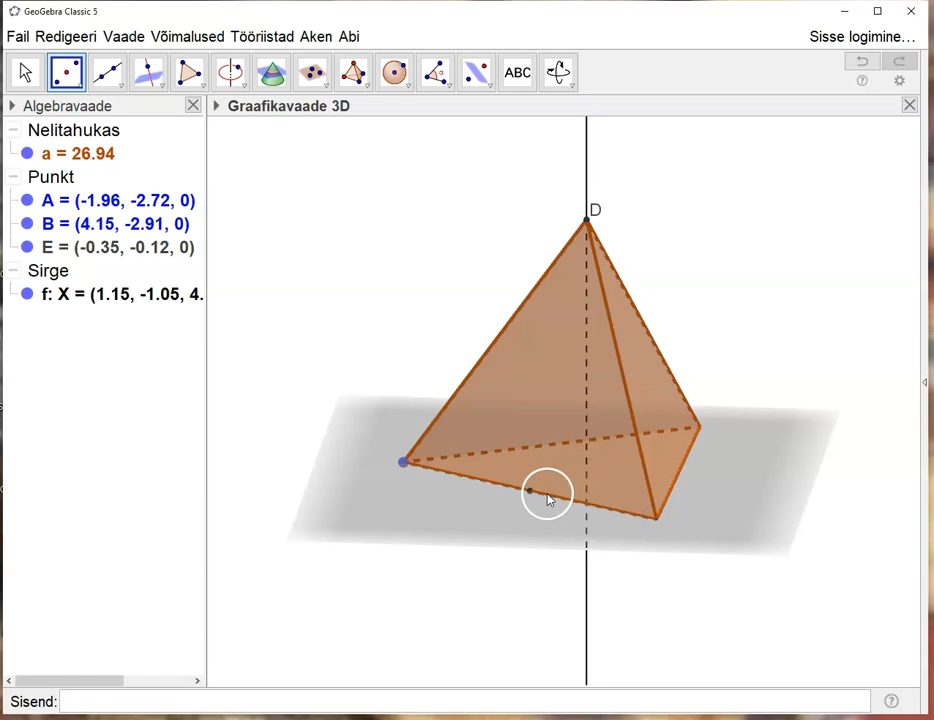 GeoGebra Classic 5
Fail Redigeeri Vaade Võimalused Tööriistad Aken Abi
Sisse logimine...
ABC
Algebravaade
Graafikavaade 3D
Nelitahukas
a = 26.94
Punkt
A = (-1.96, -2.72, 0)
B = (4.15, -2.91, 0)
E = (-0.35, -0.12, 0)
Sirge
f: X = (1.15, -1.05, 4.
D
Sisend: